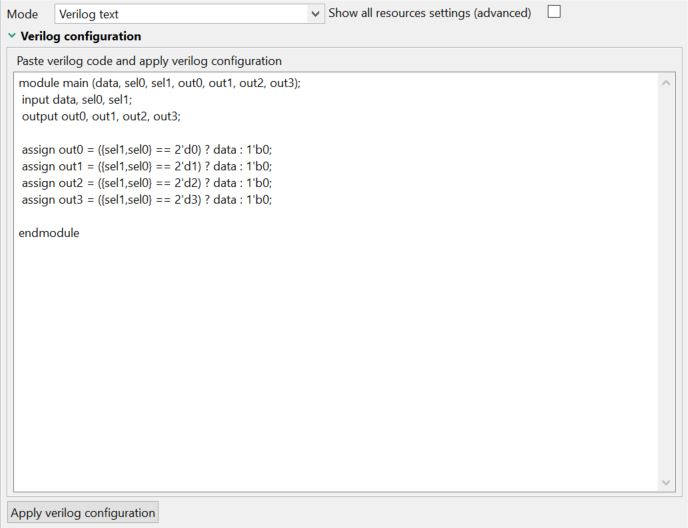 Mode Verilog text Show all resources settings (advanced)
Verilog configuration
Paste verilog code and apply verilog configuration
module main (data, sel0, sel1, out0, out1, out2, out3);
input data, sel0, sel1;
output out0, out1, out2, out3;
assign out0 = ({sel1,sel0} == 2'd0) ? data : 1'b0;
assign out1 = ({sel1,sel0} == 2'd1) ? data : 1'b0;
assign out2 = ({sel1,sel0} == 2'd2) ? data : 1'b0;
assign out3 = ({sel1,sel0} == 2'd3) ? data : 1'b0;
endmodule
Apply verilog configuration